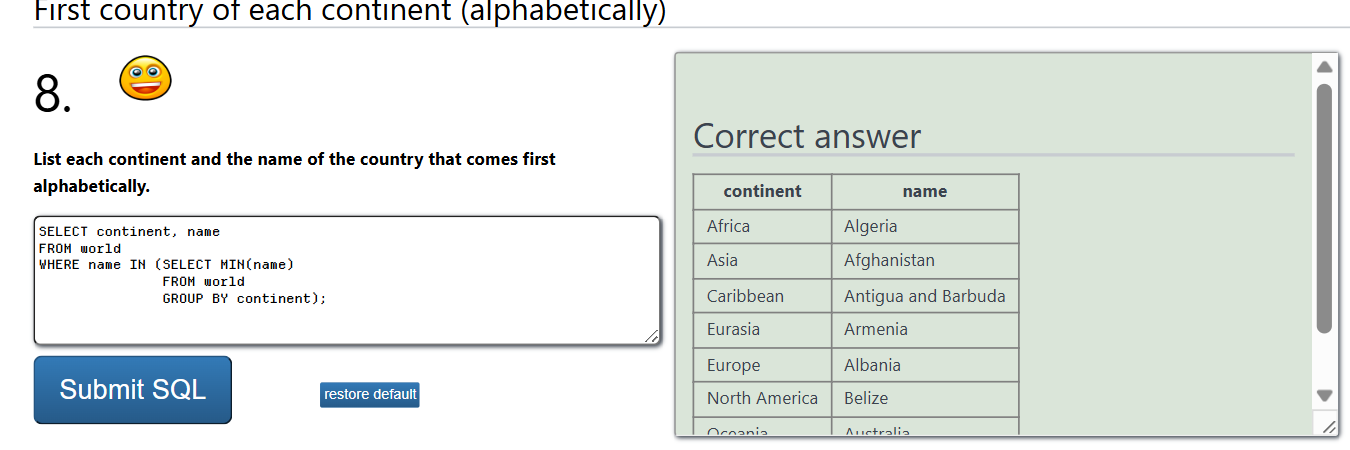 First country of each continent (alphabetically)
8.
List each continent and the name of the country that comes first
alphabetically.
SELECT continent, name
FROM world
WHERE name IN (SELECT MIN(name)
FROM world
GROUP BY continent);
Submit SQL
restore default
Correct answer
continent name
Africa Algeria
Asia Afghanistan
Caribbean Antigua and Barbuda
Eurasia Armenia
Europe Albania
North America Belize
Oceania Australia